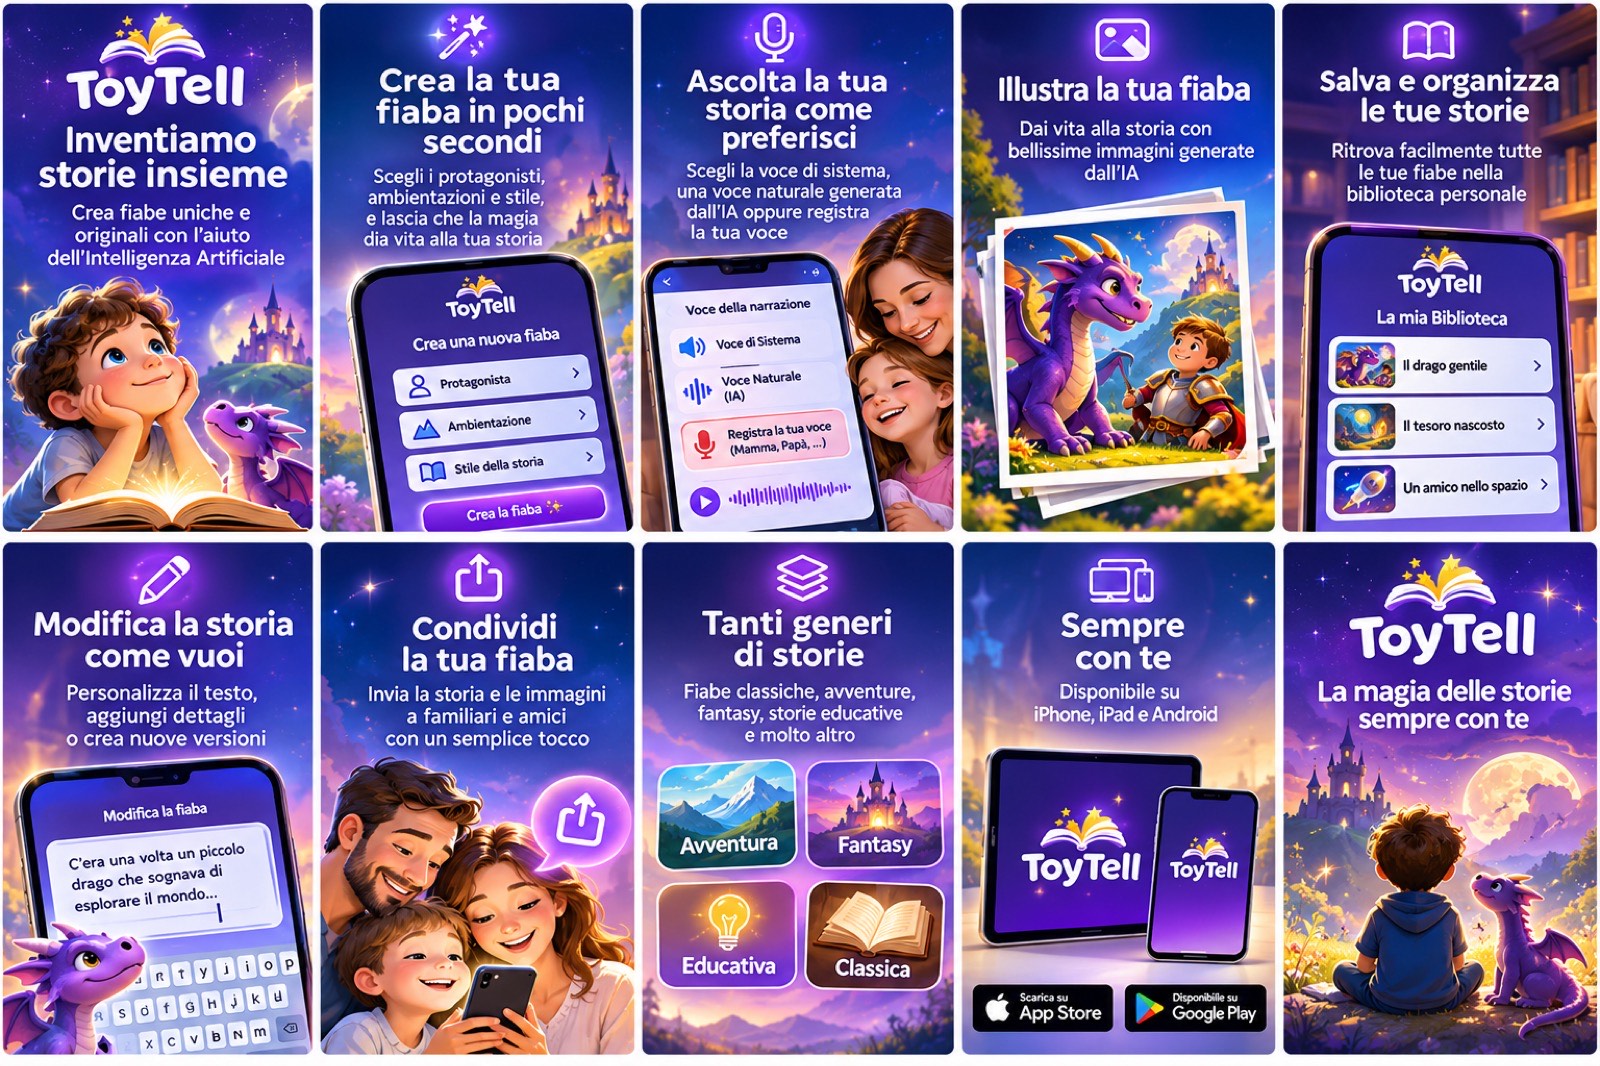 ToyTell
Inventiamo
storie insieme
Crea fiabe uniche e
originali con l'aiuto
dell'Intelligenza Artificiale
Crea la tua
fiaba in pochi
secondi
Scegli i protagonisti,
ambientazioni e stile,
e lascia che la magia
dia vita alla tua storia
ToyTell
Crea una nuova fiaba
Protagonista
Ambientazione
Stile della storia
Crea la fiaba
Ascolta la tua
storia come
preferisci
Scegli la voce di sistema,
una voce naturale generata
dall'IA oppure registra
la tua voce
Voce della narrazione
Voce di Sistema
Voce Naturale
(IA)
Registra la tua voce
(Mamma, Papà, ...)
Illustra la tua fiaba
Dai vita alla storia con
bellissime immagini generate
dall'IA
Salva e organizza
le tue storie
Ritrova facilmente tutte
le tue fiabe nella
biblioteca personale
ToyTell
La mia Biblioteca
Il drago gentile
Il tesoro nascosto
Un amico nello spazio
Modifica la storia
come vuoi
Personalizza il testo,
aggiungi dettagli
o crea nuove versioni
Modifica la fiaba
C'era una volta un piccolo
drago che sognava di
esplorare il mondo...
r t y j i o p
s d f g h j k
x c v b n m
Condividi
la tua fiaba
Invia la storia e le immagini
a familiari e amici
con un semplice tocco
Tanti generi
di storie
Fiabe classiche, avventure,
fantasy, storie educative
e molto altro
Avventura
Fantasy
Educativa
Classica
Sempre
con te
Disponibile su
iPhone, iPad e Android
ToyTell
ToyTell
Scarica su
App Store
Disponibiile su
Google Play
ToyTell
La magia delle storie
sempre con te